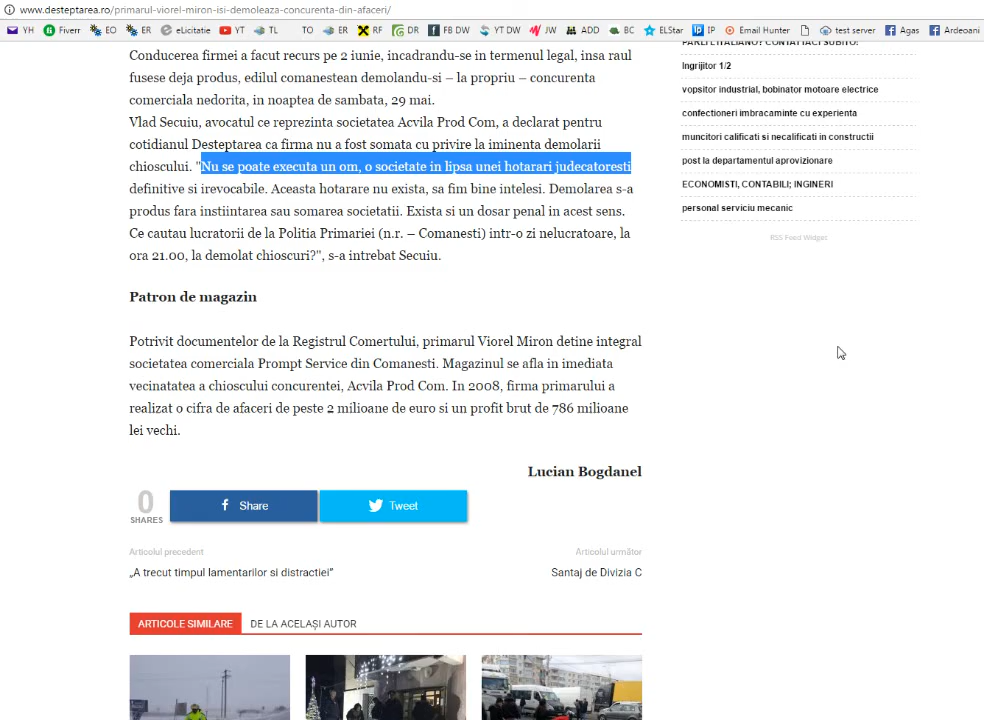 www.desteptarea.ro/primarul-viorel-miron-isi-demoleaza-concurenta-din-afaceri/
YH Fiverr EO ER eLicitatie YT TL TO ER RF DR FB DW YT DW JW ADD BC ELStar IP Email Hunter test server Agas Ardeoani
Conducerea firmei a facut recurs pe 2 iunie, incadrandu-se in termenul legal, insa raul
fusese deja produs, edilul comanestean demolandu-si – la propriu – concurenta
comerciala nedorita, in noaptea de sambata, 29 mai.
Vlad Secuiu, avocatul ce reprezinta societatea Acvila Prod Com, a declarat pentru
cotidianul Desteptarea ca firma nu a fost somata cu privire la iminenta demolarii
chioscului. "Nu se poate executa un om, o societate in lipsa unei hotarari judecatoresti
definitive si irevocabile. Aceasta hotarare nu exista, sa fim bine intelesi. Demolarea s-a
produs fara instiintarea sau somarea societatii. Exista si un dosar penal in acest sens.
Ce cautau lucratorii de la Politia Primariei (n.r. – Comanesti) intr-o zi nelucratoare, la
ora 21.00, la demolat chioscuri?", s-a intrebat Secuiu.
Patron de magazin
Potrivit documentelor de la Registrul Comertului, primarul Viorel Miron detine integral
societatea comerciala Prompt Service din Comanesti. Magazinul se afla in imediata
vecinatatea a chioscului concurentei, Acvila Prod Com. In 2008, firma primarului a
realizat o cifra de afaceri de peste 2 milioane de euro si un profit brut de 786 milioane
lei vechi.
Lucian Bogdanel
0
SHARES
Share
Tweet
Articolul precedent
Articolul următor
„A trecut timpul lamentarilor si distractiei”
Santaj de Divizia C
ARTICOLE SIMILARE
DE LA ACELAȘI AUTOR
PARLI L'ITALIANO? CONTATTACI SUBITO!
Ingrijitor 1/2
vopsitor industrial, bobinator motoare electrice
confectioneri imbracaminte cu experienta
muncitori calificati si necalificati in constructii
post la departamentul aprovizionare
ECONOMISTI, CONTABILI; INGINERI
personal serviciu mecanic
RSS Feed Widget